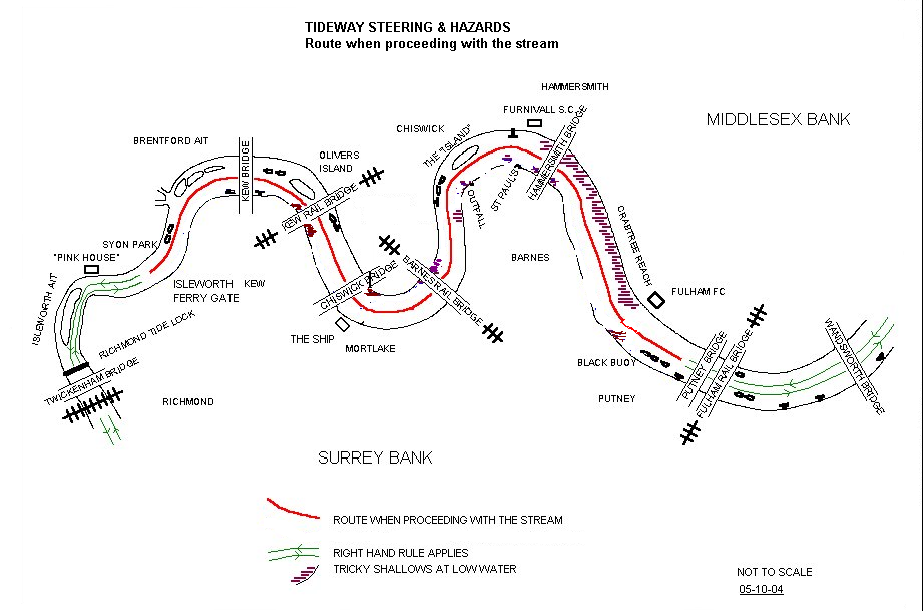 TIDEWAY STEERING & HAZARDS
Route when proceeding with the stream
HAMMERSMITH
FURNIVALL S.C.
MIDDLESEX BANK
CHISWICK
THE "ISLAND"
HAMMERSMITH BRIDGE
BRENTFORD AIT
KEW BRIDGE
OLIVERS
ISLAND
KEW RAIL BRIDGE
ST PAULS
OUTFALL
CRABTREE REACH
SYON PARK
"PINK HOUSE"
ISLEWORTH AIT
ISLEWORTH
FERRY GATE
KEW
CHISWICK BRIDGE
BARNES RAIL BRIDGE
BARNES
FULHAM FC
RICHMOND TIDE LOCK
THE SHIP
MORTLAKE
BLACK BUOY
PUTNEY BRIDGE
FULHAM RAIL BRIDGE
WANDSWORTH BRIDGE
TWICKENHAM BRIDGE
RICHMOND
PUTNEY
SURREY BANK
ROUTE WHEN PROCEEDING WITH THE STREAM
RIGHT HAND RULE APPLIES
TRICKY SHALLOWS AT LOW WATER
NOT TO SCALE
05-10-04